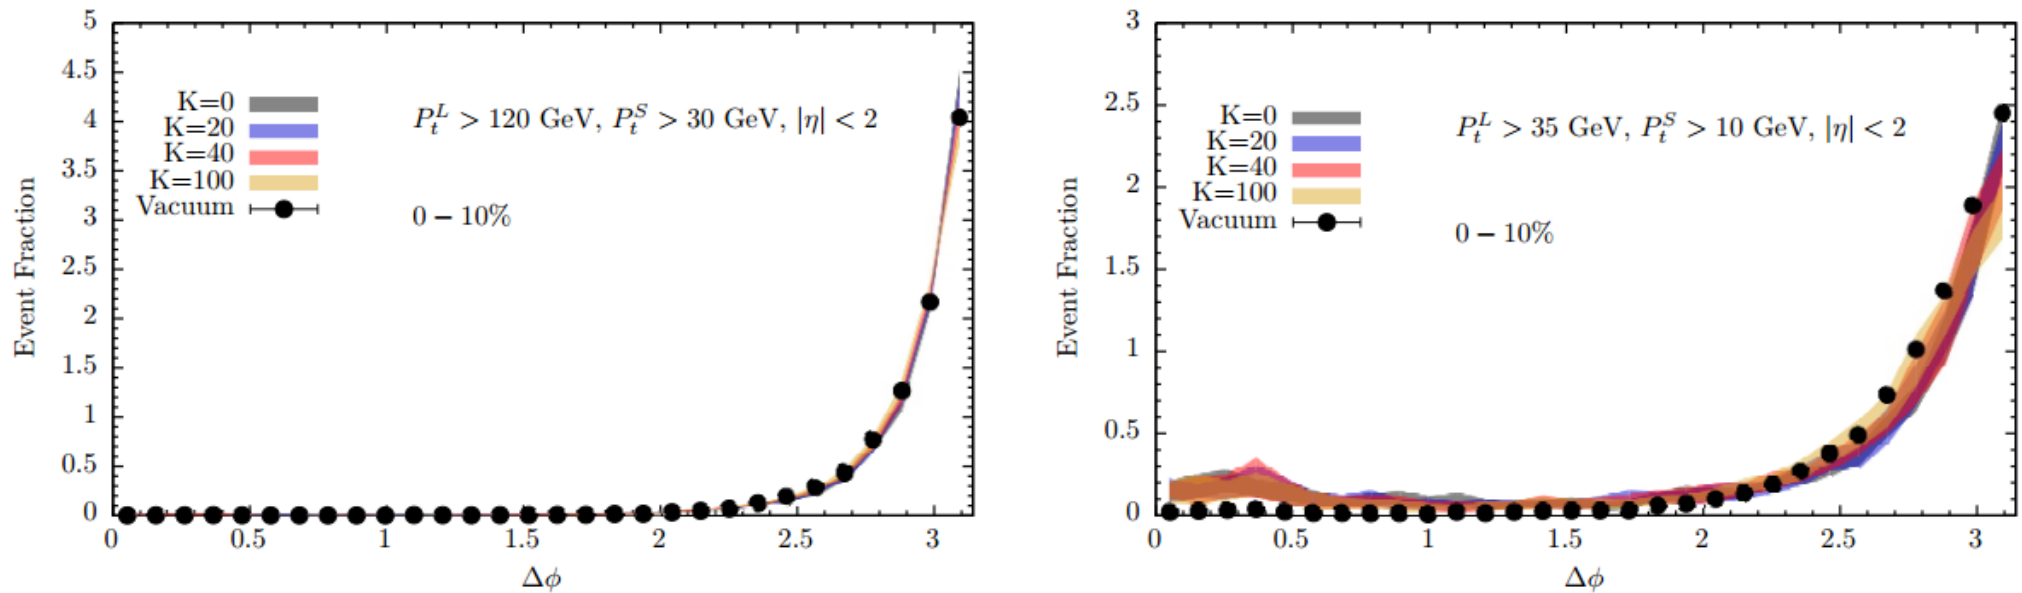 5
4.5
4
3.5
3
2.5
2
1.5
1
0.5
0
Event Fraction
K=0
K=20
K=40
K=100
Vacuum
P_t^L > 120 GeV, P_t^S > 30 GeV, |η| < 2
0 − 10%
0 0.5 1 1.5 2 2.5 3
Δϕ
3
2.5
2
1.5
1
0.5
0
Event Fraction
K=0
K=20
K=40
K=100
Vacuum
P_t^L > 35 GeV, P_t^S > 10 GeV, |η| < 2
0 − 10%
0 0.5 1 1.5 2 2.5 3
Δϕ